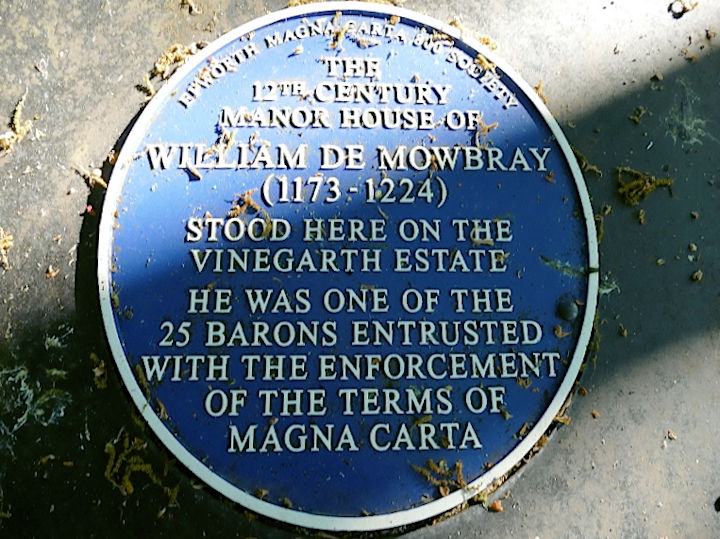 EPWORTH MAGNA CARTA 800 SOCIETY
THE
12TH CENTURY
MANOR HOUSE OF
WILLIAM DE MOWBRAY
(1173-1224)
STOOD HERE ON THE
VINEGARTH ESTATE
HE WAS ONE OF THE
25 BARONS ENTRUSTED
WITH THE ENFORCEMENT
OF THE TERMS OF
MAGNA CARTA